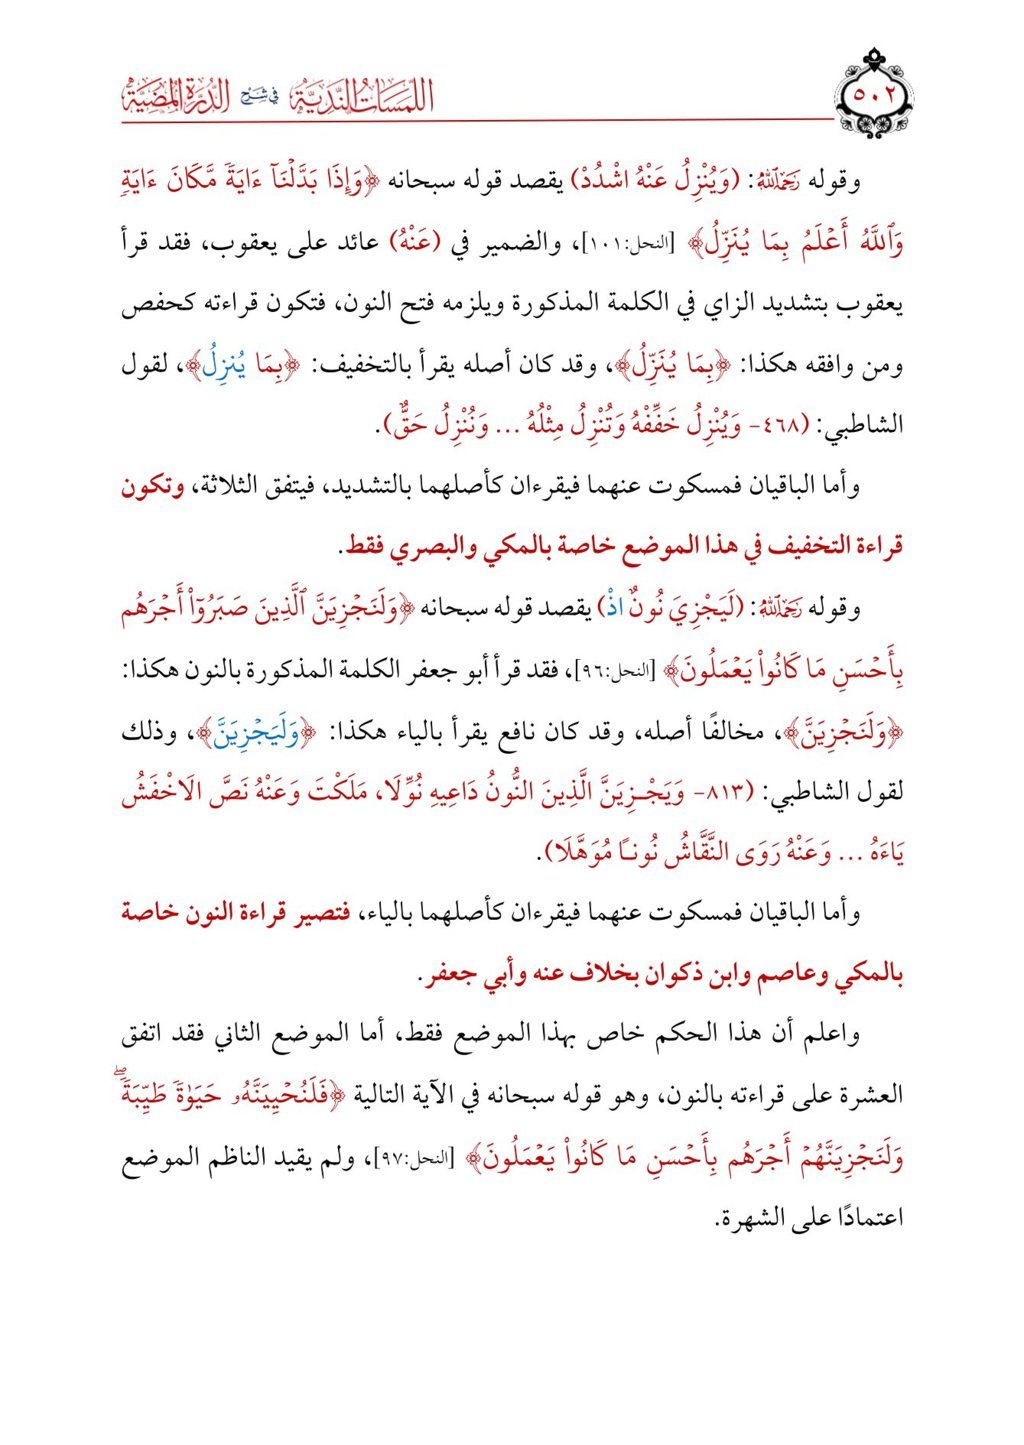 ٥٠٢
اللمسات الندية في شرح الدرة المضية
وقوله رحمه الله: (وَيُنْزِلُ عَنْهُ اشْدُدْ) يقصد قوله سبحانه ﴿وَإِذَا بَدَّلْنَآ ءَايَةٗ مَّكَانَ ءَايَةٖ
وَٱللَّهُ أَعْلَمُ بِمَا يُنَزِّلُ﴾ [النحل:١٠١]، والضمير في (عَنْهُ) عائد على يعقوب، فقد قرأ
يعقوب بتشديد الزاي في الكلمة المذكورة ويلزمه فتح النون، فتكون قراءته كحفص
ومن وافقه هكذا: ﴿بِمَا يُنَزِّلُ﴾، وقد كان أصله يقرأ بالتخفيف: ﴿بِمَا يُنزِلُ﴾، لقول
الشاطبي: (٤٦٨- وَيُنْزِلُ خَفِّفْهُ وَتُنْزِلُ مِثْلُهُ ... وَنُنْزِلُ حَقٌّ).
وأما الباقيان فمسكوت عنهما فيقرءان كأصلهما بالتشديد، فيتفق الثلاثة، وتكون
قراءة التخفيف في هذا الموضع خاصة بالمكي والبصري فقط.
وقوله رحمه الله: (لَيَجْزِيَ نُونٌ اذْ) يقصد قوله سبحانه ﴿وَلَنَجْزِيَنَّ ٱلَّذِينَ صَبَرُوٓاْ أَجْرَهُم
بِأَحْسَنِ مَا كَانُواْ يَعْمَلُونَ﴾ [النحل:٩٦]، فقد قرأ أبو جعفر الكلمة المذكورة بالنون هكذا:
﴿وَلَنَجْزِيَنَّ﴾، مخالفًا أصله، وقد كان نافع يقرأ بالياء هكذا: ﴿وَلَيَجْزِيَنَّ﴾، وذلك
لقول الشاطبي: (٨١٣- وَيَجْـزِيَنَّ الَّذِينَ النُّونُ دَاعِيهِ نُوِّلَا، مَلَكْتَ وَعَنْهُ نَصَّ الَاخْفَشُ
يَاءَهُ ... وَعَنْهُ رَوَى النَّقَّاشُ نُونـًا مُوَهَّلَا).
وأما الباقيان فمسكوت عنهما فيقرءان كأصلهما بالياء، فتصير قراءة النون خاصة
بالمكي وعاصم وابن ذكوان بخلاف عنه وأبي جعفر.
واعلم أن هذا الحكم خاص بهذا الموضع فقط، أما الموضع الثاني فقد اتفق
العشرة على قراءته بالنون، وهو قوله سبحانه في الآية التالية ﴿فَلَنُحْيِيَنَّهُۥ حَيَوٰةٗ طَيِّبَةٗۖ
وَلَنَجْزِيَنَّهُمْ أَجْرَهُم بِأَحْسَنِ مَا كَانُواْ يَعْمَلُونَ﴾ [النحل:٩٧]، ولم يقيد الناظم الموضع
اعتمادًا على الشهرة.